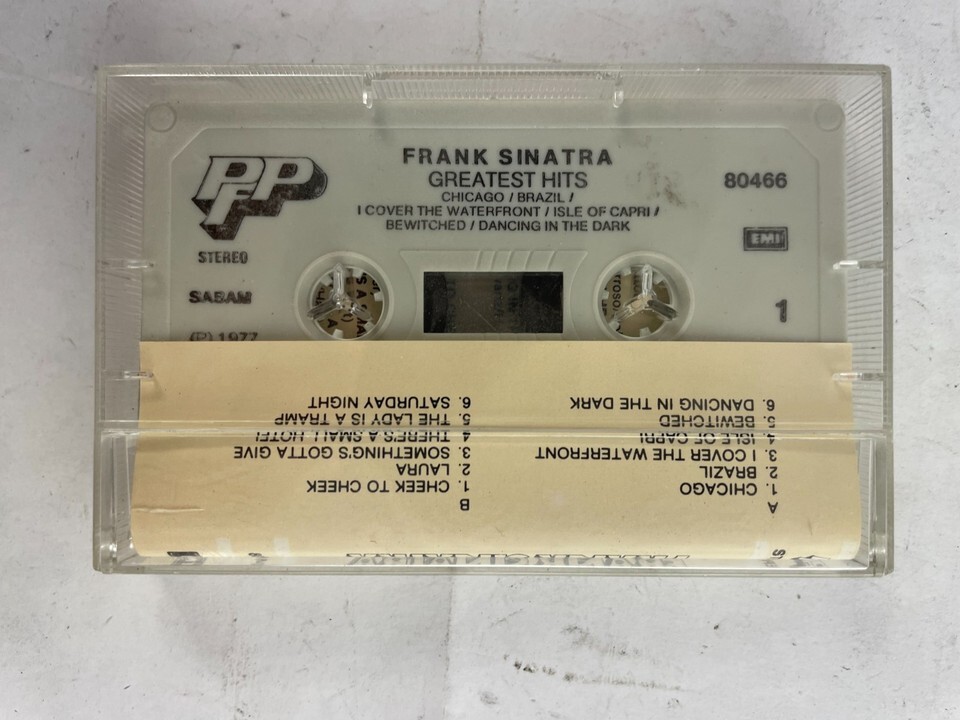 PFP
FRANK SINATRA
GREATEST HITS
CHICAGO / BRAZIL /
I COVER THE WATERFRONT / ISLE OF CAPRI /
BEWITCHED / DANCING IN THE DARK
80466
EMI
STEREO
SABAM
(P) 1977
1
A
1. CHICAGO
2. BRAZIL
3. I COVER THE WATERFRONT
4. ISLE OF CAPRI
5. BEWITCHED
6. DANCING IN THE DARK
B
1. CHEEK TO CHEEK
2. LAURA
3. SOMETHING'S GOTTA GIVE
4. THERE'S A SMALL HOTEL
5. THE LADY IS A TRAMP
6. SATURDAY NIGHT